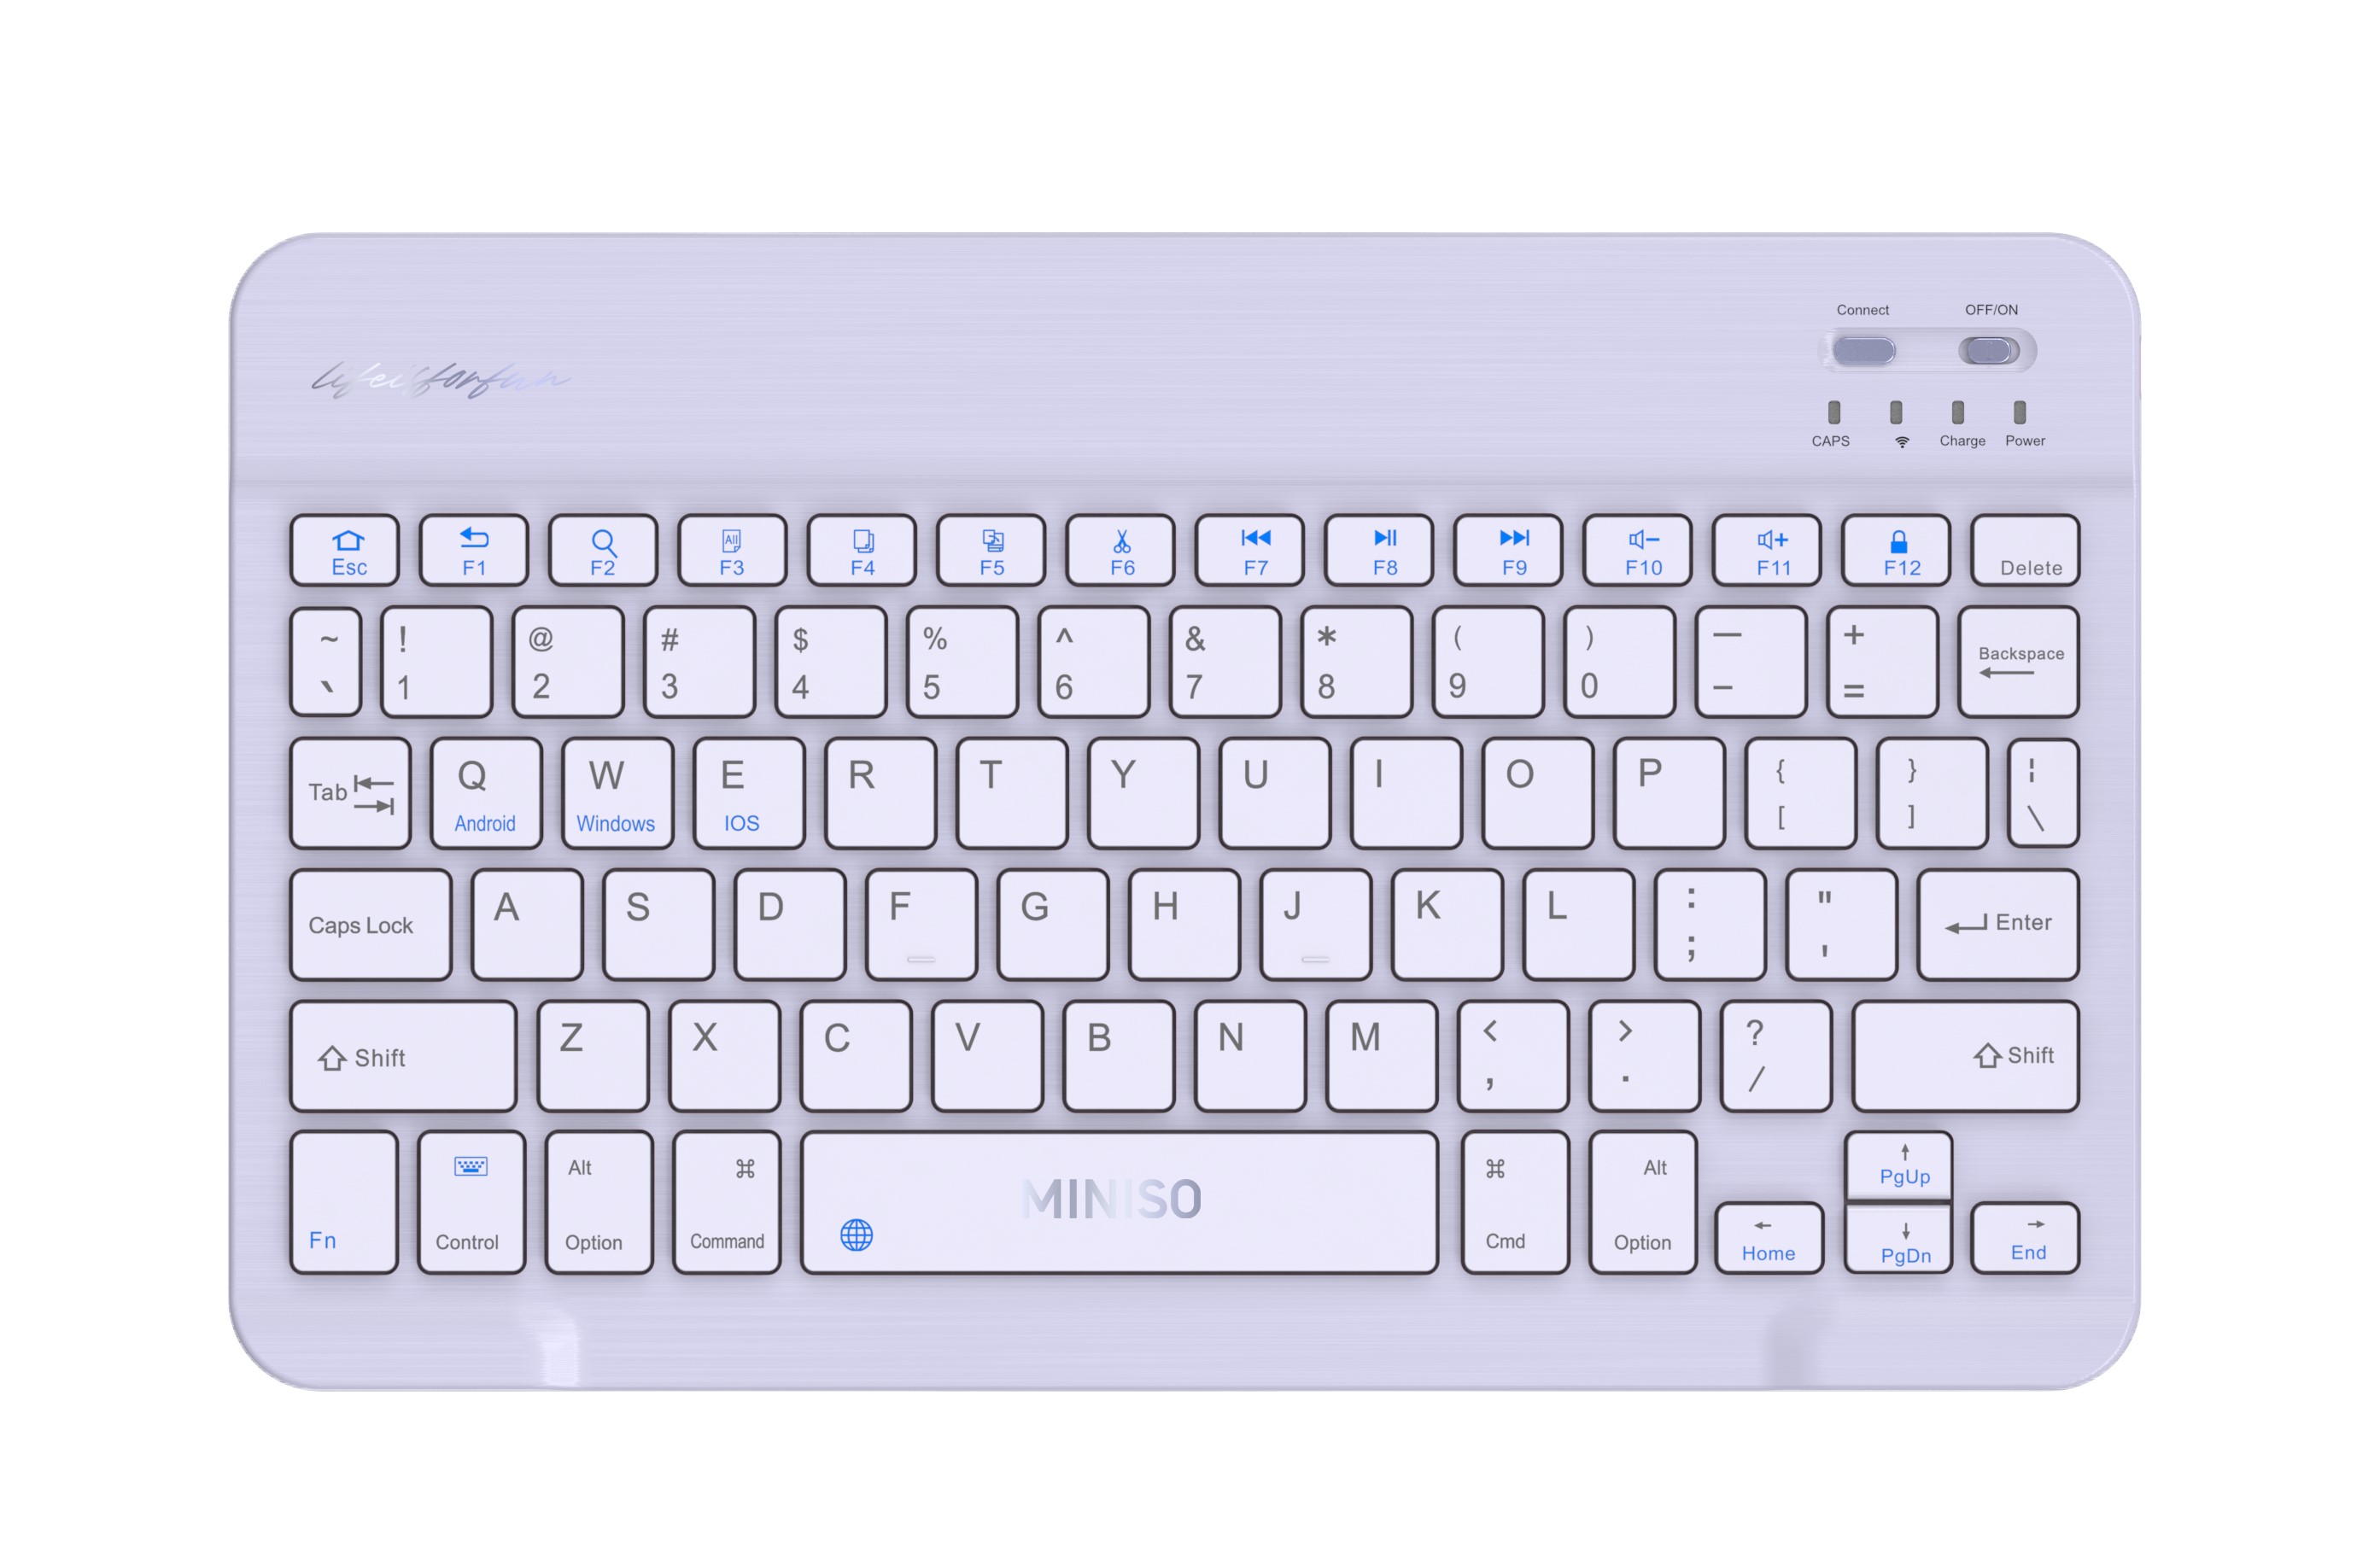 Connect OFF/ON
lifeisforfun
CAPS Charge Power
Esc F1 F2 All F3 F4 F5 F6 F7 F8 F9 F10 F11 F12 Delete
~ ! @ # $ % ^ & * ( ) — +
` 1 2 3 4 5 6 7 8 9 0 – = Backspace
Tab Q W E R T Y U I O P { } ¦
Android Windows IOS [ ] \
Caps Lock A S D F G H J K L : " Enter
; '
Shift Z X C V B N M < > ? Shift
, . /
Alt ⌘ MINISO ⌘ Alt ↑ PgUp
Fn Control Option Command Cmd Option ← Home ↓ PgDn → End